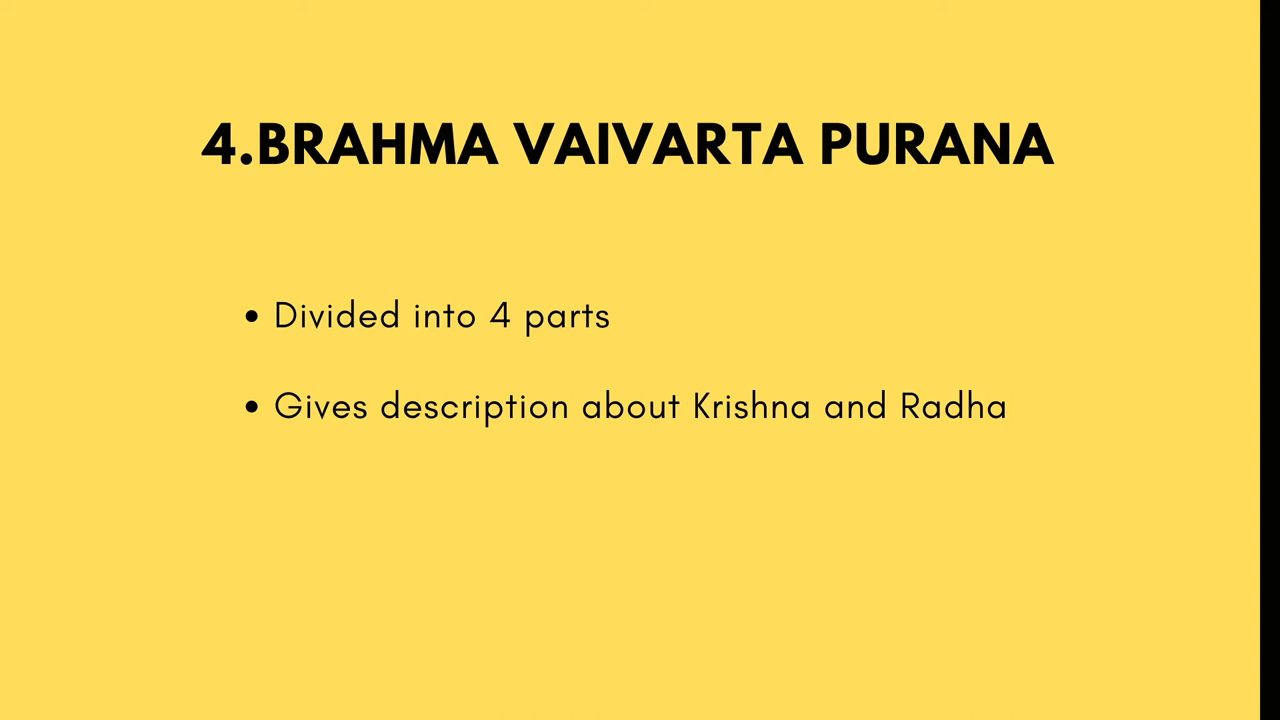 4.BRAHMA VAIVARTA PURANA
• Divided into 4 parts
• Gives description about Krishna and Radha